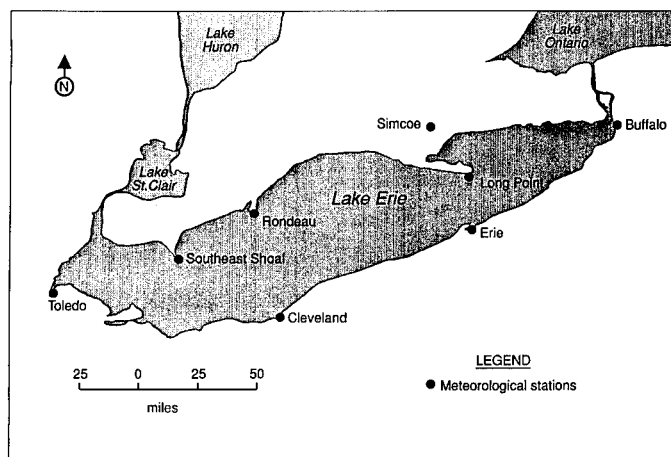 Lake
Huron
Lake
Ontario
N
Simcoe
Buffalo
Lake
St.Clair
Long Point
Lake Erie
Rondeau
Erie
Southeast Shoal
Toledo
Cleveland
25 0 25 50
miles
LEGEND
Meteorological stations